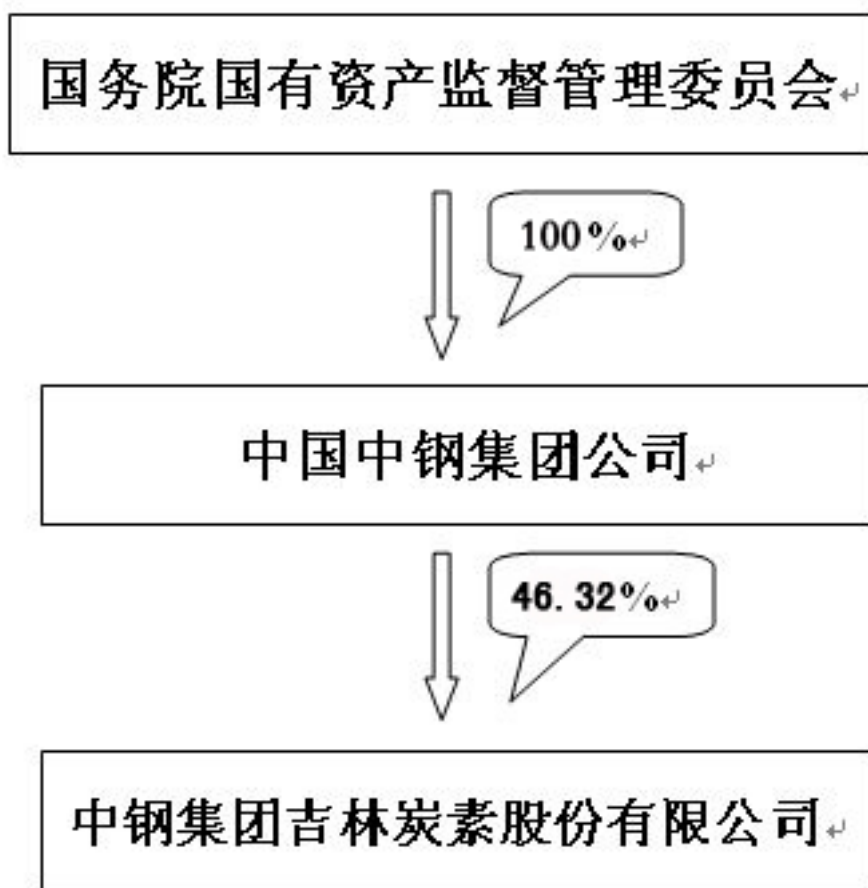 国务院国有资产监督管理委员会
100%
中国中钢集团公司
46.32%
中钢集团吉林炭素股份有限公司